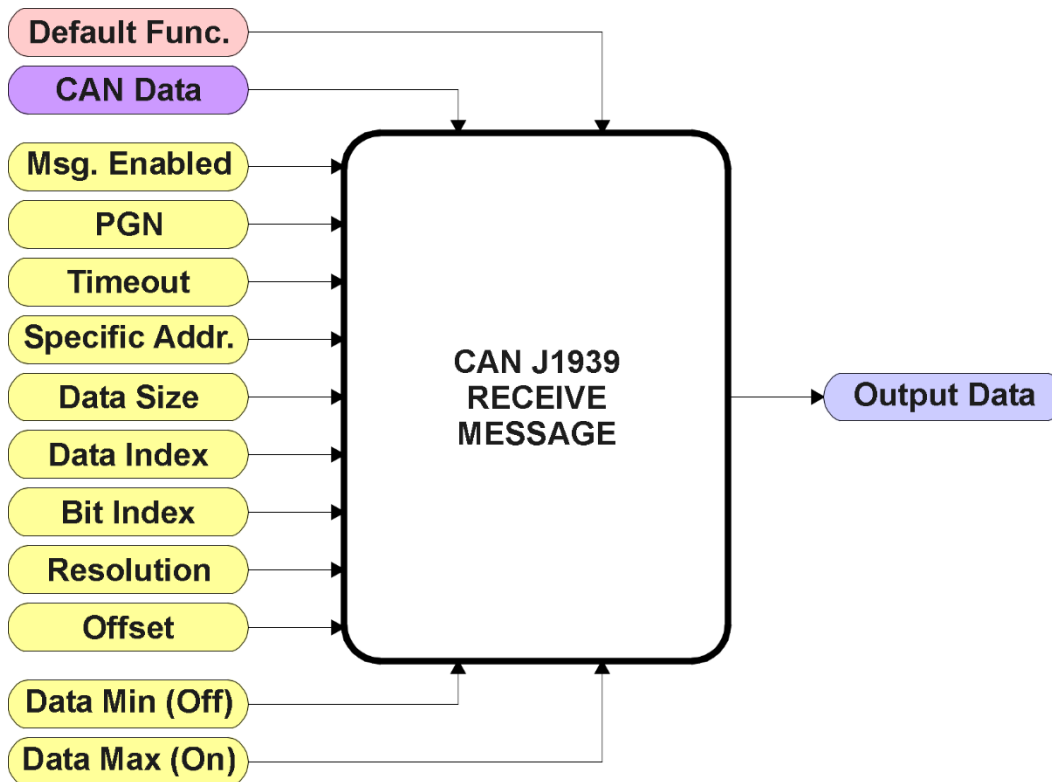 Default Func.
CAN Data
Msg. Enabled
PGN
Timeout
Specific Addr.
Data Size
Data Index
Bit Index
Resolution
Offset
Data Min (Off)
Data Max (On)
CAN J1939
RECEIVE
MESSAGE
Output Data